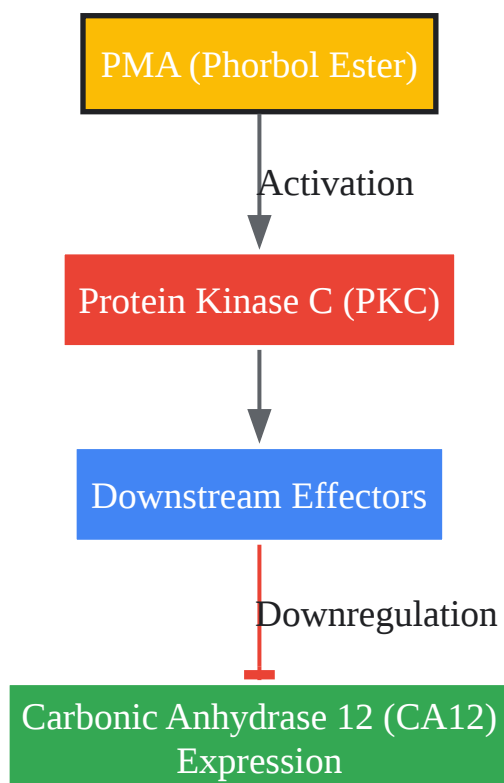 PMA (Phorbol Ester)
Activation
Protein Kinase C (PKC)
Downstream Effectors
Downregulation
Carbonic Anhydrase 12 (CA12)
Expression